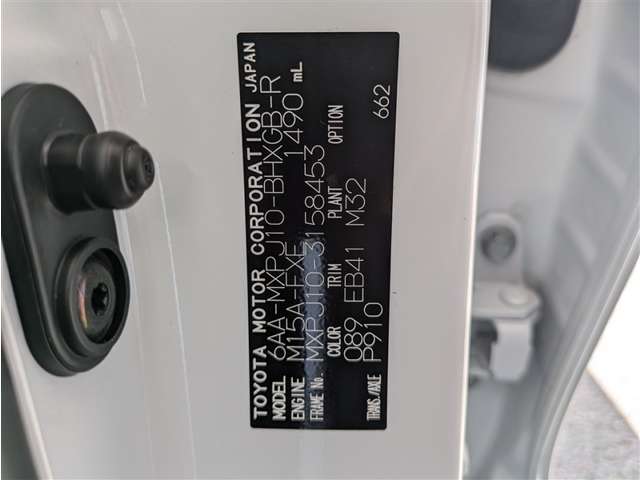 TOYOTA MOTOR CORPORATION JAPAN
MODEL 6AA-MXPJ10-BHXGB-R
ENGINE M15A-FXE 1490 mL
FRAME No. MXPJ10-3158453
COLOR TRIM PLANT OPTION
089 EB41 M32 662
TRANS./AXLE P910